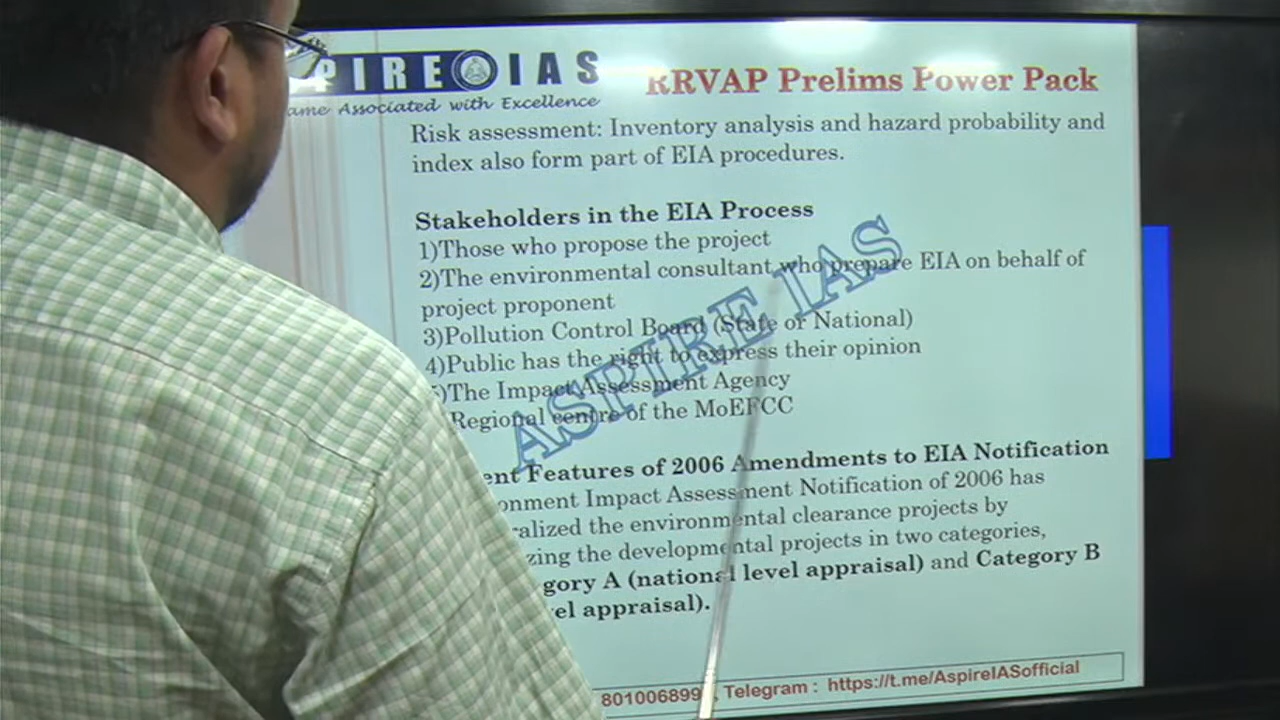 PIRE IAS
ame Associated with Excellence
RRVAP Prelims Power Pack
Risk assessment: Inventory analysis and hazard probability and
index also form part of EIA procedures.
Stakeholders in the EIA Process
1)Those who propose the project
2)The environmental consultant who prepare EIA on behalf of
project proponent
3)Pollution Control Board (State or National)
4)Public has the right to express their opinion
)The Impact Assessment Agency
Regional centre of the MoEFCC
ent Features of 2006 Amendments to EIA Notification
onment Impact Assessment Notification of 2006 has
ralized the environmental clearance projects by
zing the developmental projects in two categories,
gory A (national level appraisal) and Category B
el appraisal).
ASPIRE IAS
801006899 Telegram : https://t.me/AspireIASofficial